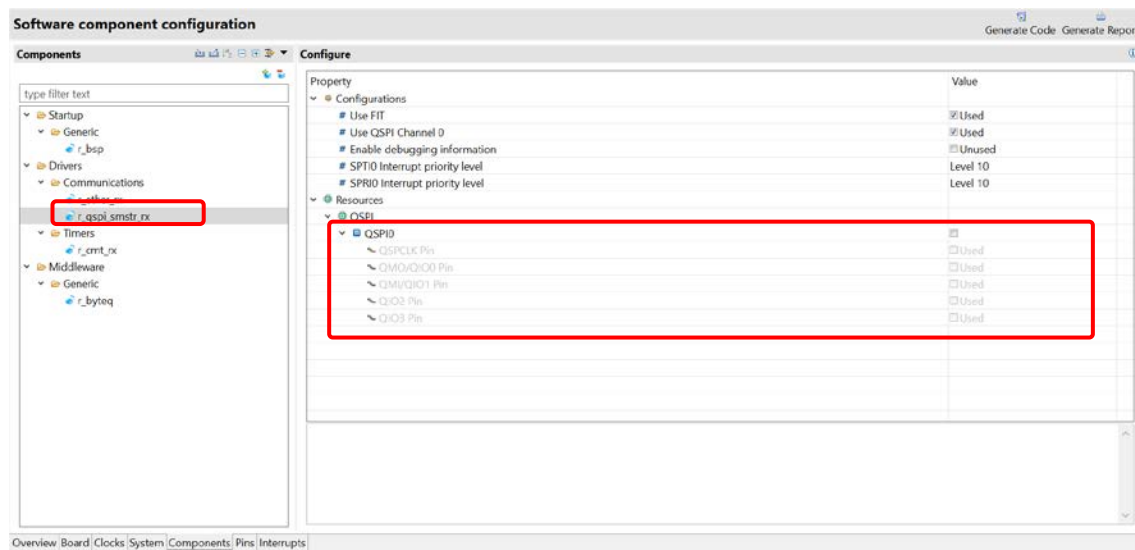 Software component configuration
Generate Code Generate Repor
Components
Configure
type filter text
Startup
Generic
r_bsp
Drivers
Communications
r_ether_rx
r_qspi_smstr_rx
Timers
r_cmt_rx
Middleware
Generic
r_byteq
Property Value
Configurations
# Use FIT Used
# Use QSPI Channel 0 Used
# Enable debugging information Unused
# SPTI0 Interrupt priority level Level 10
# SPRI0 Interrupt priority level Level 10
Resources
QSPI
QSPI0
QSPCLK Pin Used
QMO/QIO0 Pin Used
QMI/QIO1 Pin Used
QIO2 Pin Used
QIO3 Pin Used
Overview Board Clocks System Components Pins Interrupts